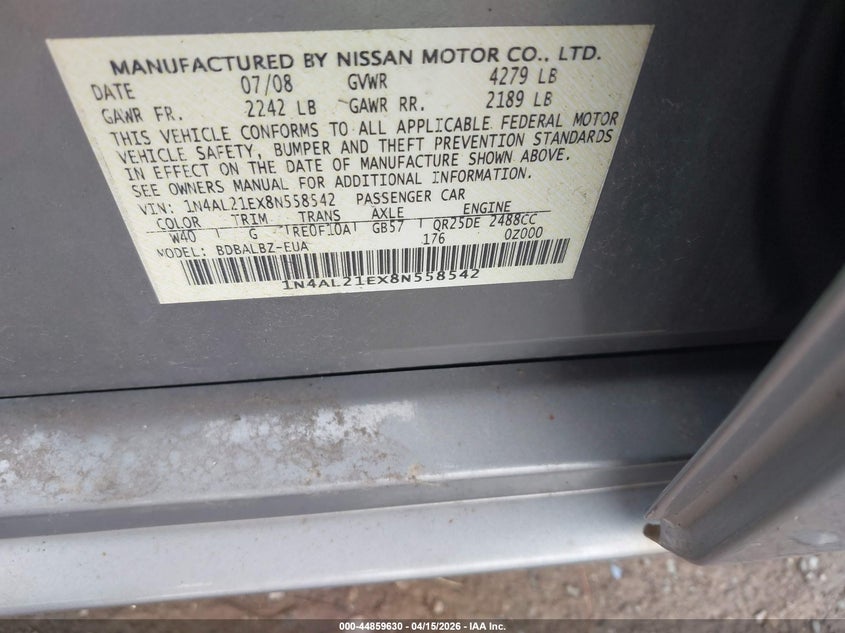 MANUFACTURED BY NISSAN MOTOR CO., LTD.
DATE 07/08 GVWR 4279 LB
GAWR FR. 2242 LB GAWR RR. 2189 LB
THIS VEHICLE CONFORMS TO ALL APPLICABLE FEDERAL MOTOR
VEHICLE SAFETY, BUMPER AND THEFT PREVENTION STANDARDS
IN EFFECT ON THE DATE OF MANUFACTURE SHOWN ABOVE.
SEE OWNERS MANUAL FOR ADDITIONAL INFORMATION.
VIN: 1N4AL21EX8N558542 PASSENGER CAR
COLOR TRIM TRANS AXLE ENGINE
W40 G RE0F10A GB57 QR25DE 2488CC
MODEL: BDBALBZ-EUA 176 0Z000
1N4AL21EX8N558542
000-44859630 - 04/15/2026 - IAA Inc.